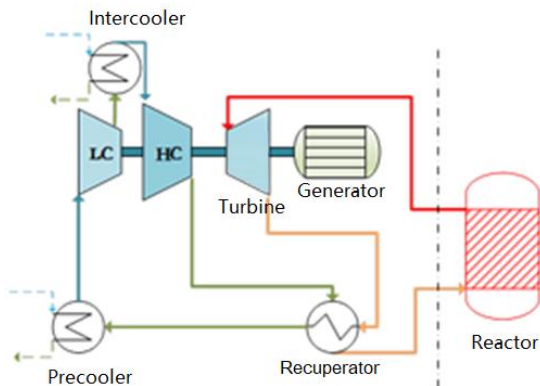 Intercooler
LC
HC
Generator
Turbine
Reactor
Recuperator
Precooler